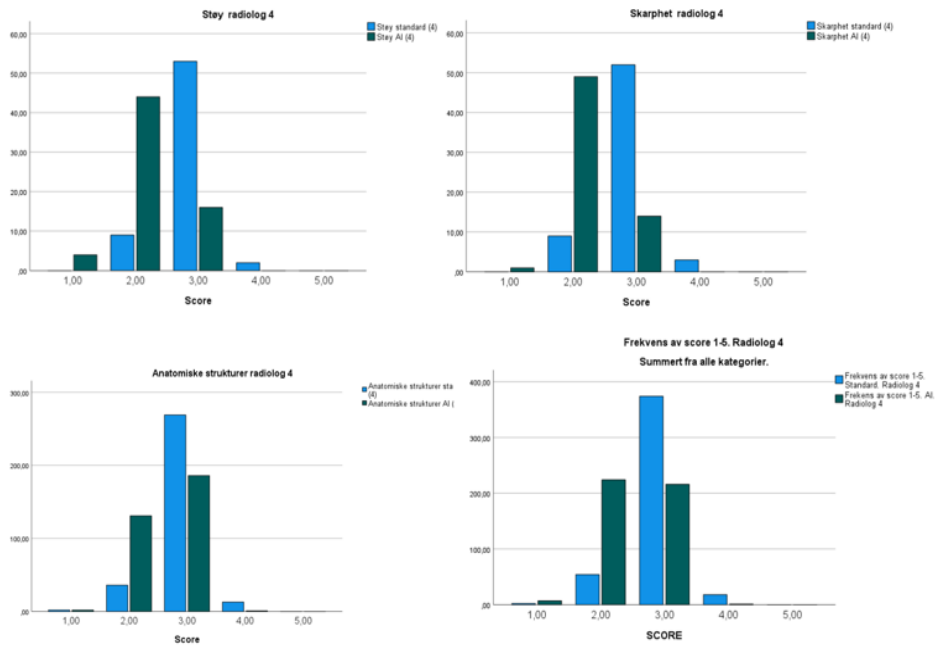 Støy radiolog 4
Støy standard (4)
Støy AI (4)
60,00
50,00
40,00
30,00
20,00
10,00
,00
1,00 2,00 3,00 4,00 5,00
Score
Skarphet radiolog 4
Skarphet standard (4)
Skarphet AI (4)
60,00
50,00
40,00
30,00
20,00
10,00
,00
1,00 2,00 3,00 4,00 5,00
Score
Anatomiske strukturer radiolog 4
Anatomiske strukturer sta
(4)
Anatomiske strukturer AI (
300,00
200,00
100,00
,00
1,00 2,00 3,00 4,00 5,00
Score
Frekvens av score 1-5. Radiolog 4
Summert fra alle kategorier.
Frekvens av score 1-5.
Standard. Radiolog 4
Frekens av score 1-5. AI.
Radiolog 4
400,00
300,00
200,00
100,00
,00
1,00 2,00 3,00 4,00 5,00
SCORE